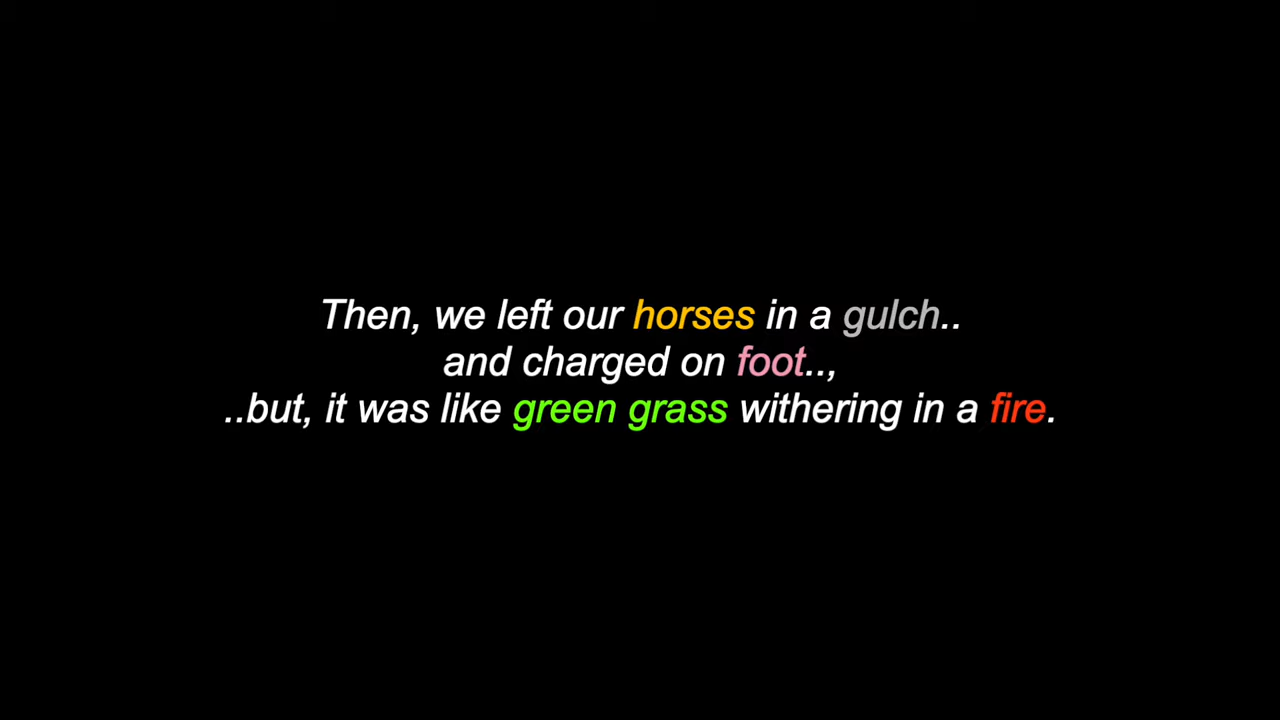 Then, we left our horses in a gulch..
and charged on foot..,
..but, it was like green grass withering in a fire.